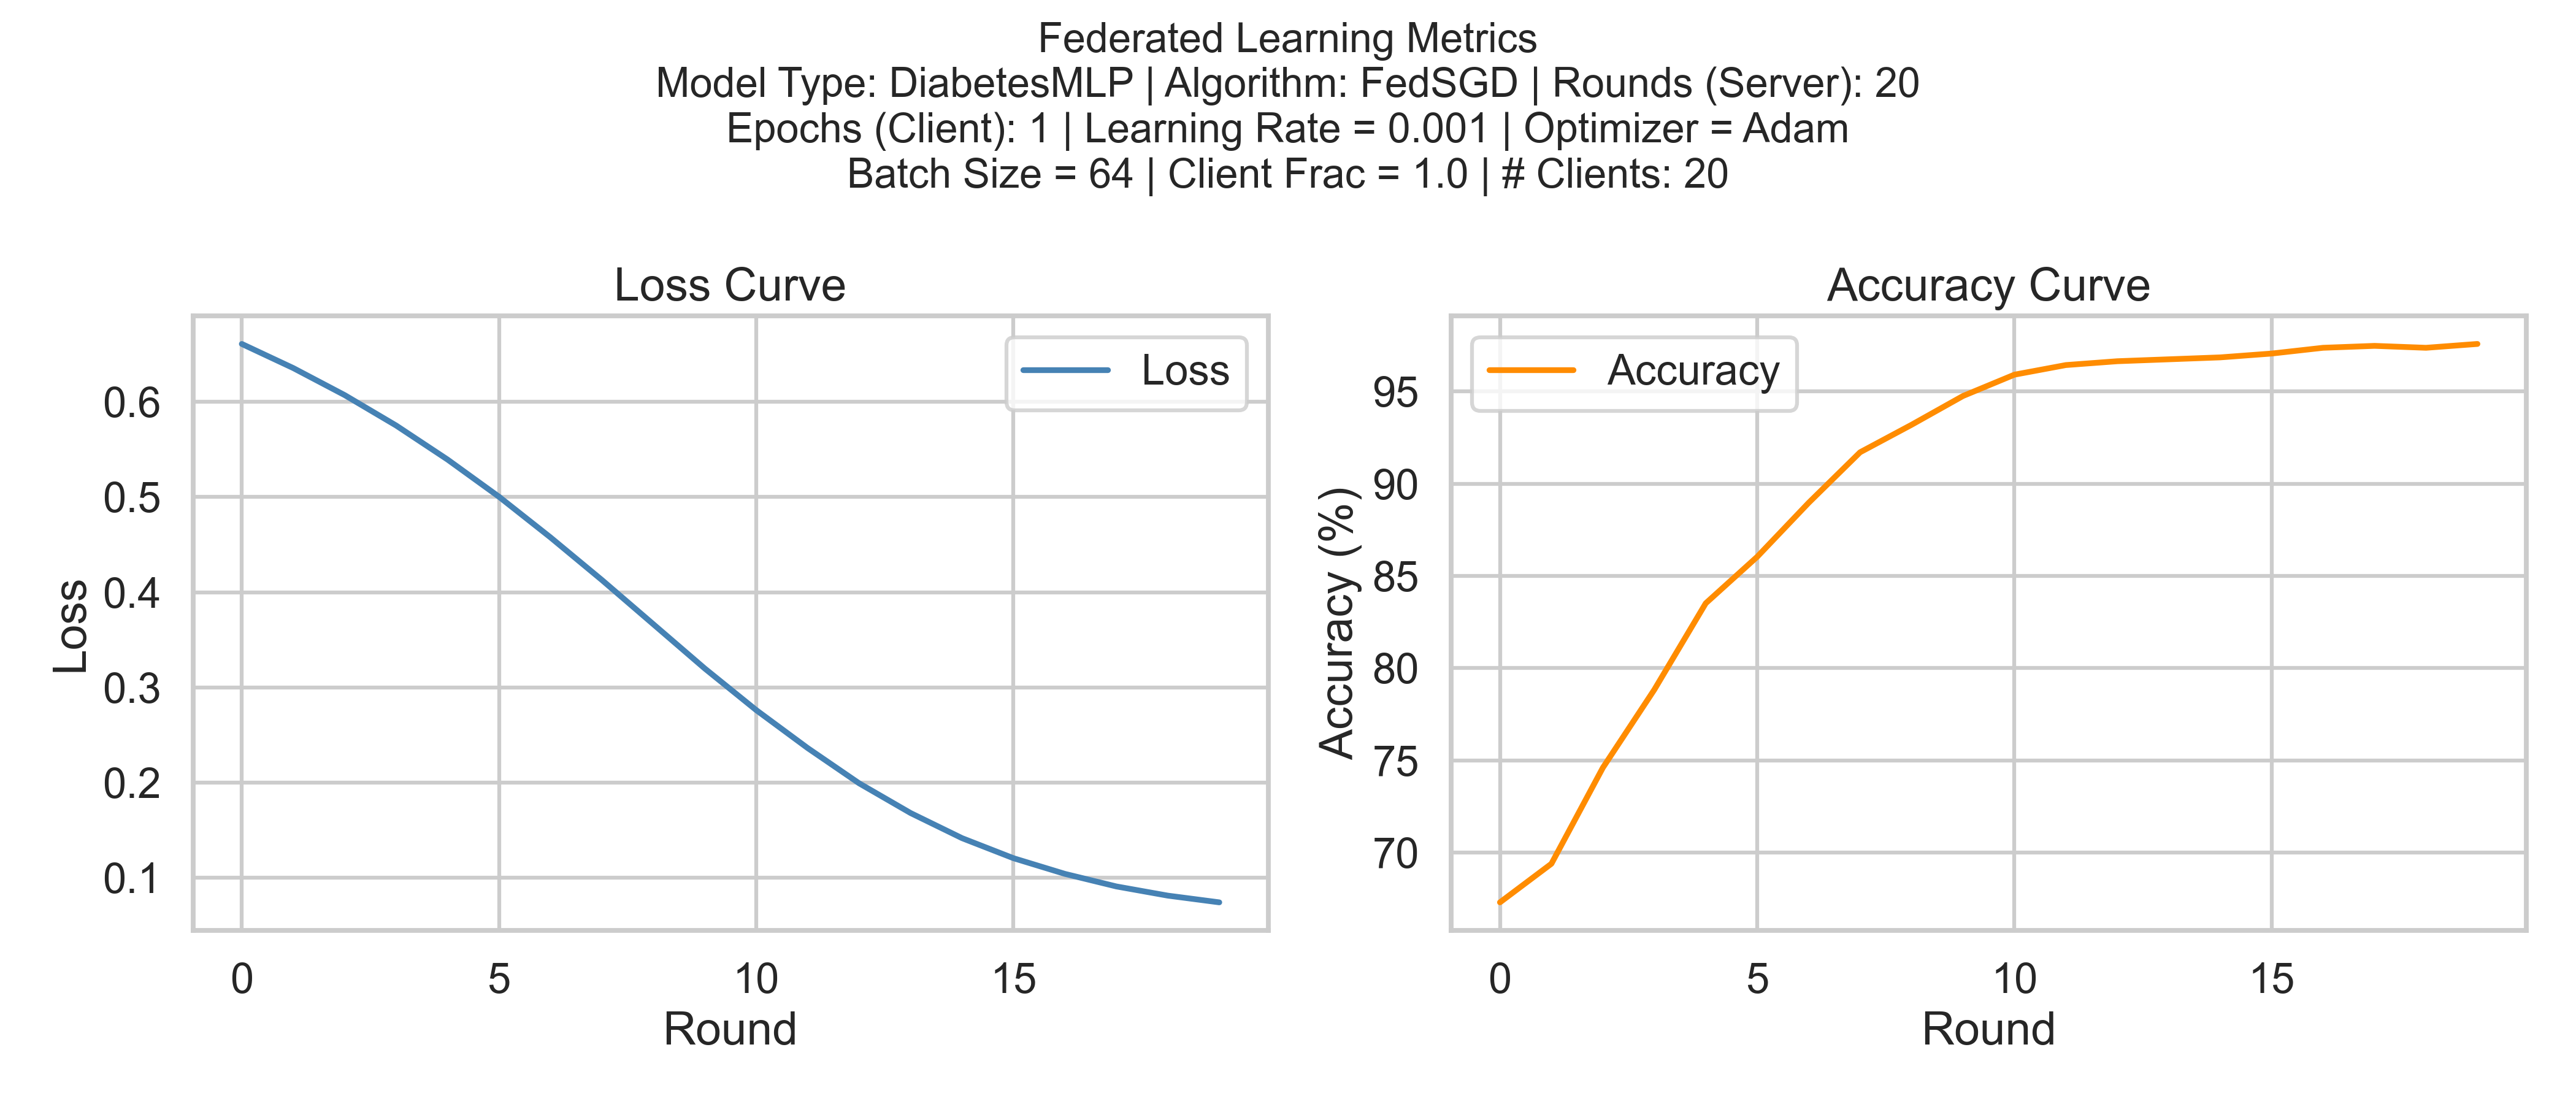 Federated Learning Metrics
Model Type: DiabetesMLP | Algorithm: FedSGD | Rounds (Server): 20
Epochs (Client): 1 | Learning Rate = 0.001 | Optimizer = Adam
Batch Size = 64 | Client Frac = 1.0 | # Clients: 20
Loss Curve
Loss
0.6
0.5
0.4
0.3
0.2
0.1
Loss
0 5 10 15
Round
Accuracy Curve
Accuracy
95
90
85
80
75
70
Accuracy (%)
0 5 10 15
Round